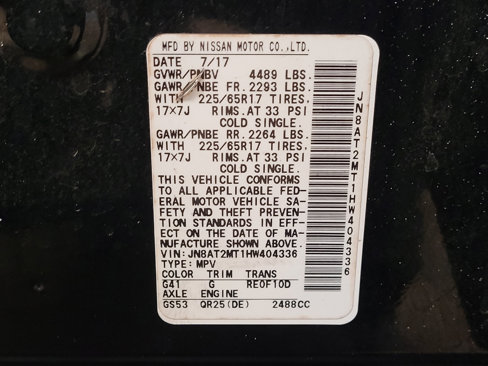 MFD BY NISSAN MOTOR CO.,LTD.
DATE 7/17
GVWR/PNBV 4489 LBS.
GAWR/PNBE FR. 2293 LBS.
WITH 225/65R17 TIRES,
17×7J RIMS.AT 33 PSI
COLD SINGLE.
GAWR/PNBE RR. 2264 LBS.
WITH 225/65R17 TIRES,
17×7J RIMS.AT 33 PSI
COLD SINGLE.
THIS VEHICLE CONFORMS
TO ALL APPLICABLE FED-
ERAL MOTOR VEHICLE SA-
FETY AND THEFT PREVEN-
TION STANDARDS IN EFF-
ECT ON THE DATE OF MA-
NUFACTURE SHOWN ABOVE.
VIN:JN8AT2MT1HW404336
TYPE:MPV
COLOR TRIM TRANS
G41 G RE0F10D
AXLE ENGINE
GS53 QR25(DE) 2488CC
JN8AT2MT1HW404336